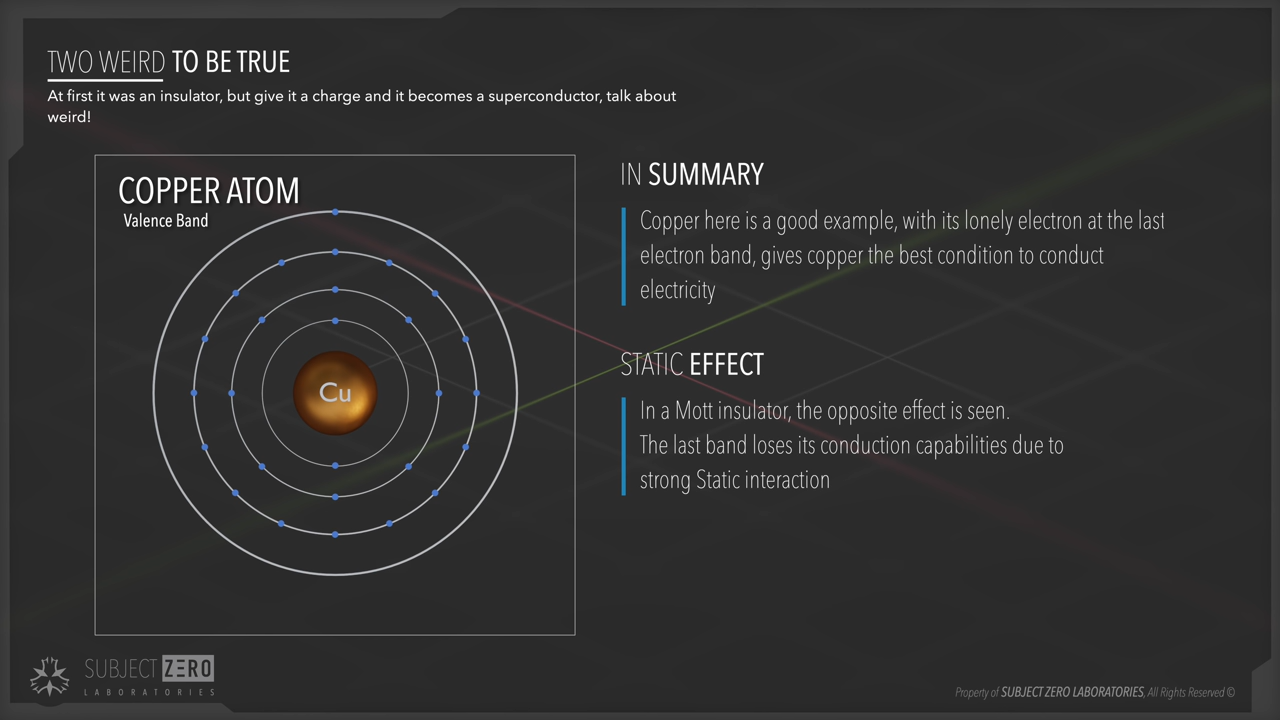 TWO WEIRD TO BE TRUE
At first it was an insulator, but give it a charge and it becomes a superconductor, talk about
weird!
COPPER ATOM
Valence Band
Cu
IN SUMMARY
Copper here is a good example, with its lonely electron at the last
electron band, gives copper the best condition to conduct
electricity
STATIC EFFECT
In a Mott insulator, the opposite effect is seen.
The last band loses its conduction capabilities due to
strong Static interaction
SUBJECT ZERO
LABORATORIES
Property of SUBJECT ZERO LABORATORIES, All Rights Reserved ©